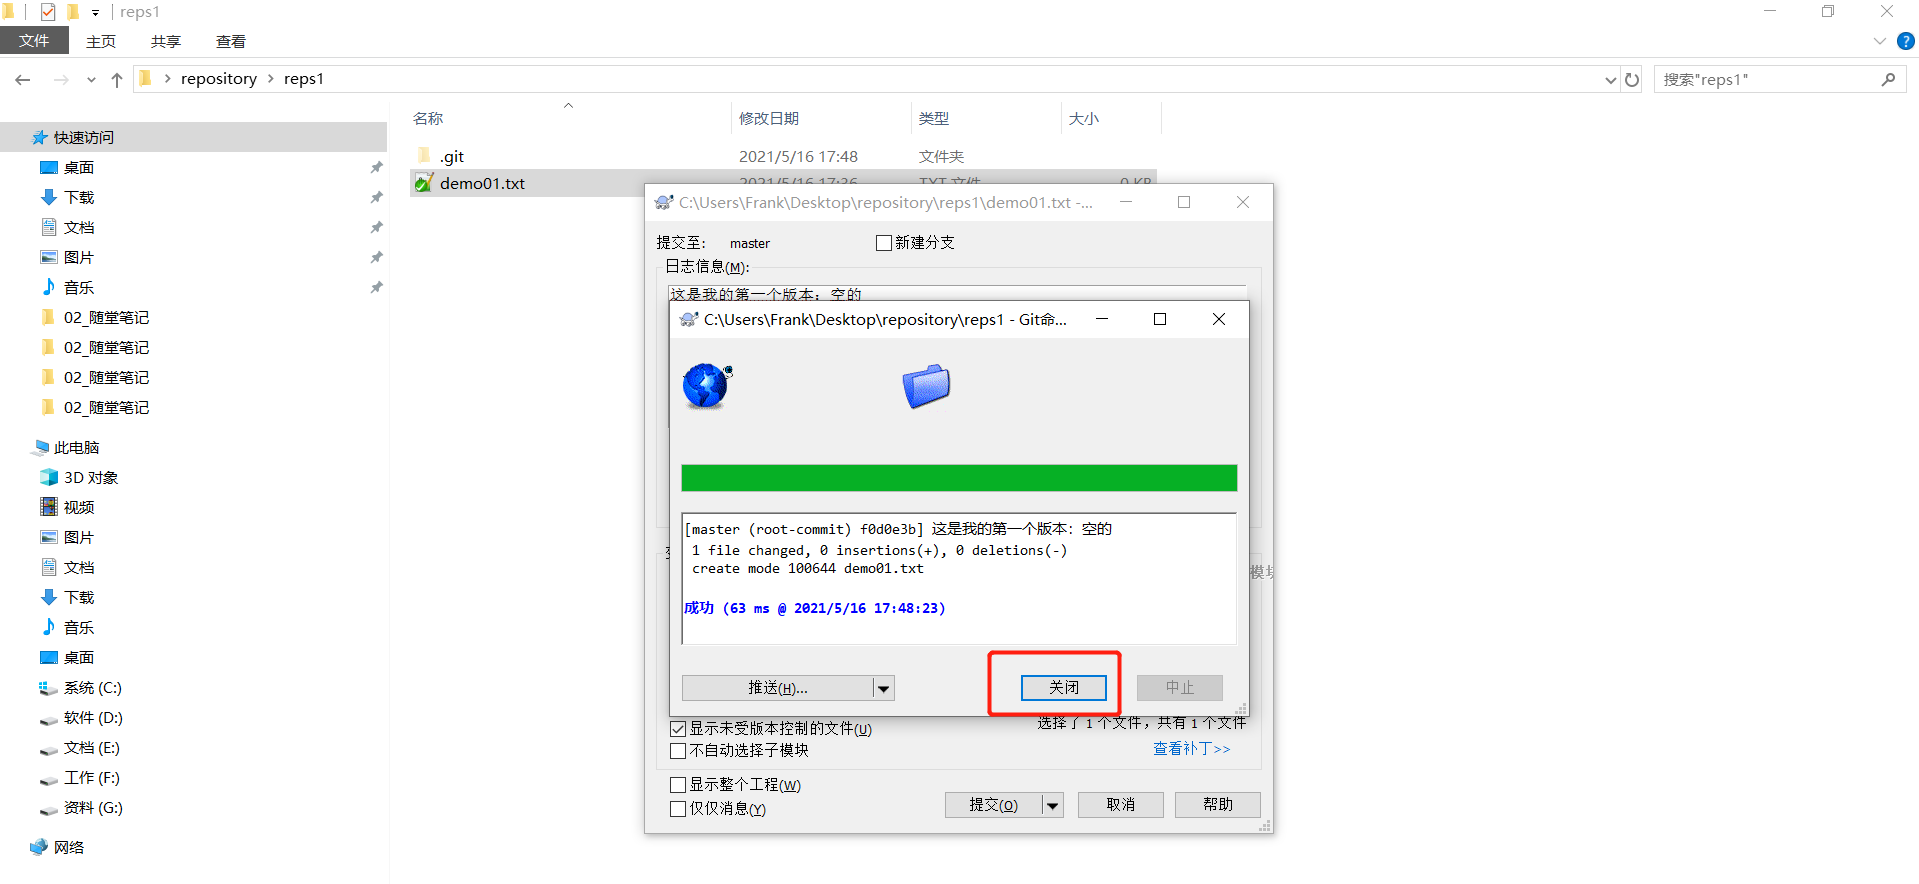 reps1
文件 主页 共享 查看
repository reps1
搜索"reps1"
名称 修改日期 类型 大小
快速访问
桌面
下载
文档
图片
音乐
02_随堂笔记
02_随堂笔记
02_随堂笔记
02_随堂笔记
此电脑
3D 对象
视频
图片
文档
下载
音乐
桌面
系统 (C:)
软件 (D:)
文档 (E:)
工作 (F:)
资料 (G:)
网络
.git 2021/5/16 17:48 文件夹
demo01.txt 2021/5/16 17:36 TXT 文件 0 KB
C:\Users\Frank\Desktop\repository\reps1\demo01.txt -...
提交至: master 新建分支
日志信息(M):
这是我的第一个版本：空的
C:\Users\Frank\Desktop\repository\reps1 - Git命...
[master (root-commit) f0d0e3b] 这是我的第一个版本：空的
1 file changed, 0 insertions(+), 0 deletions(-)
create mode 100644 demo01.txt
成功 (63 ms @ 2021/5/16 17:48:23)
推送(H)... 关闭 中止
显示未受版本控制的文件(U) 选择了 1 个文件，共有 1 个文件
不自动选择子模块 查看补丁>>
显示整个工程(W)
仅仅消息(Y)
提交(O) 取消 帮助